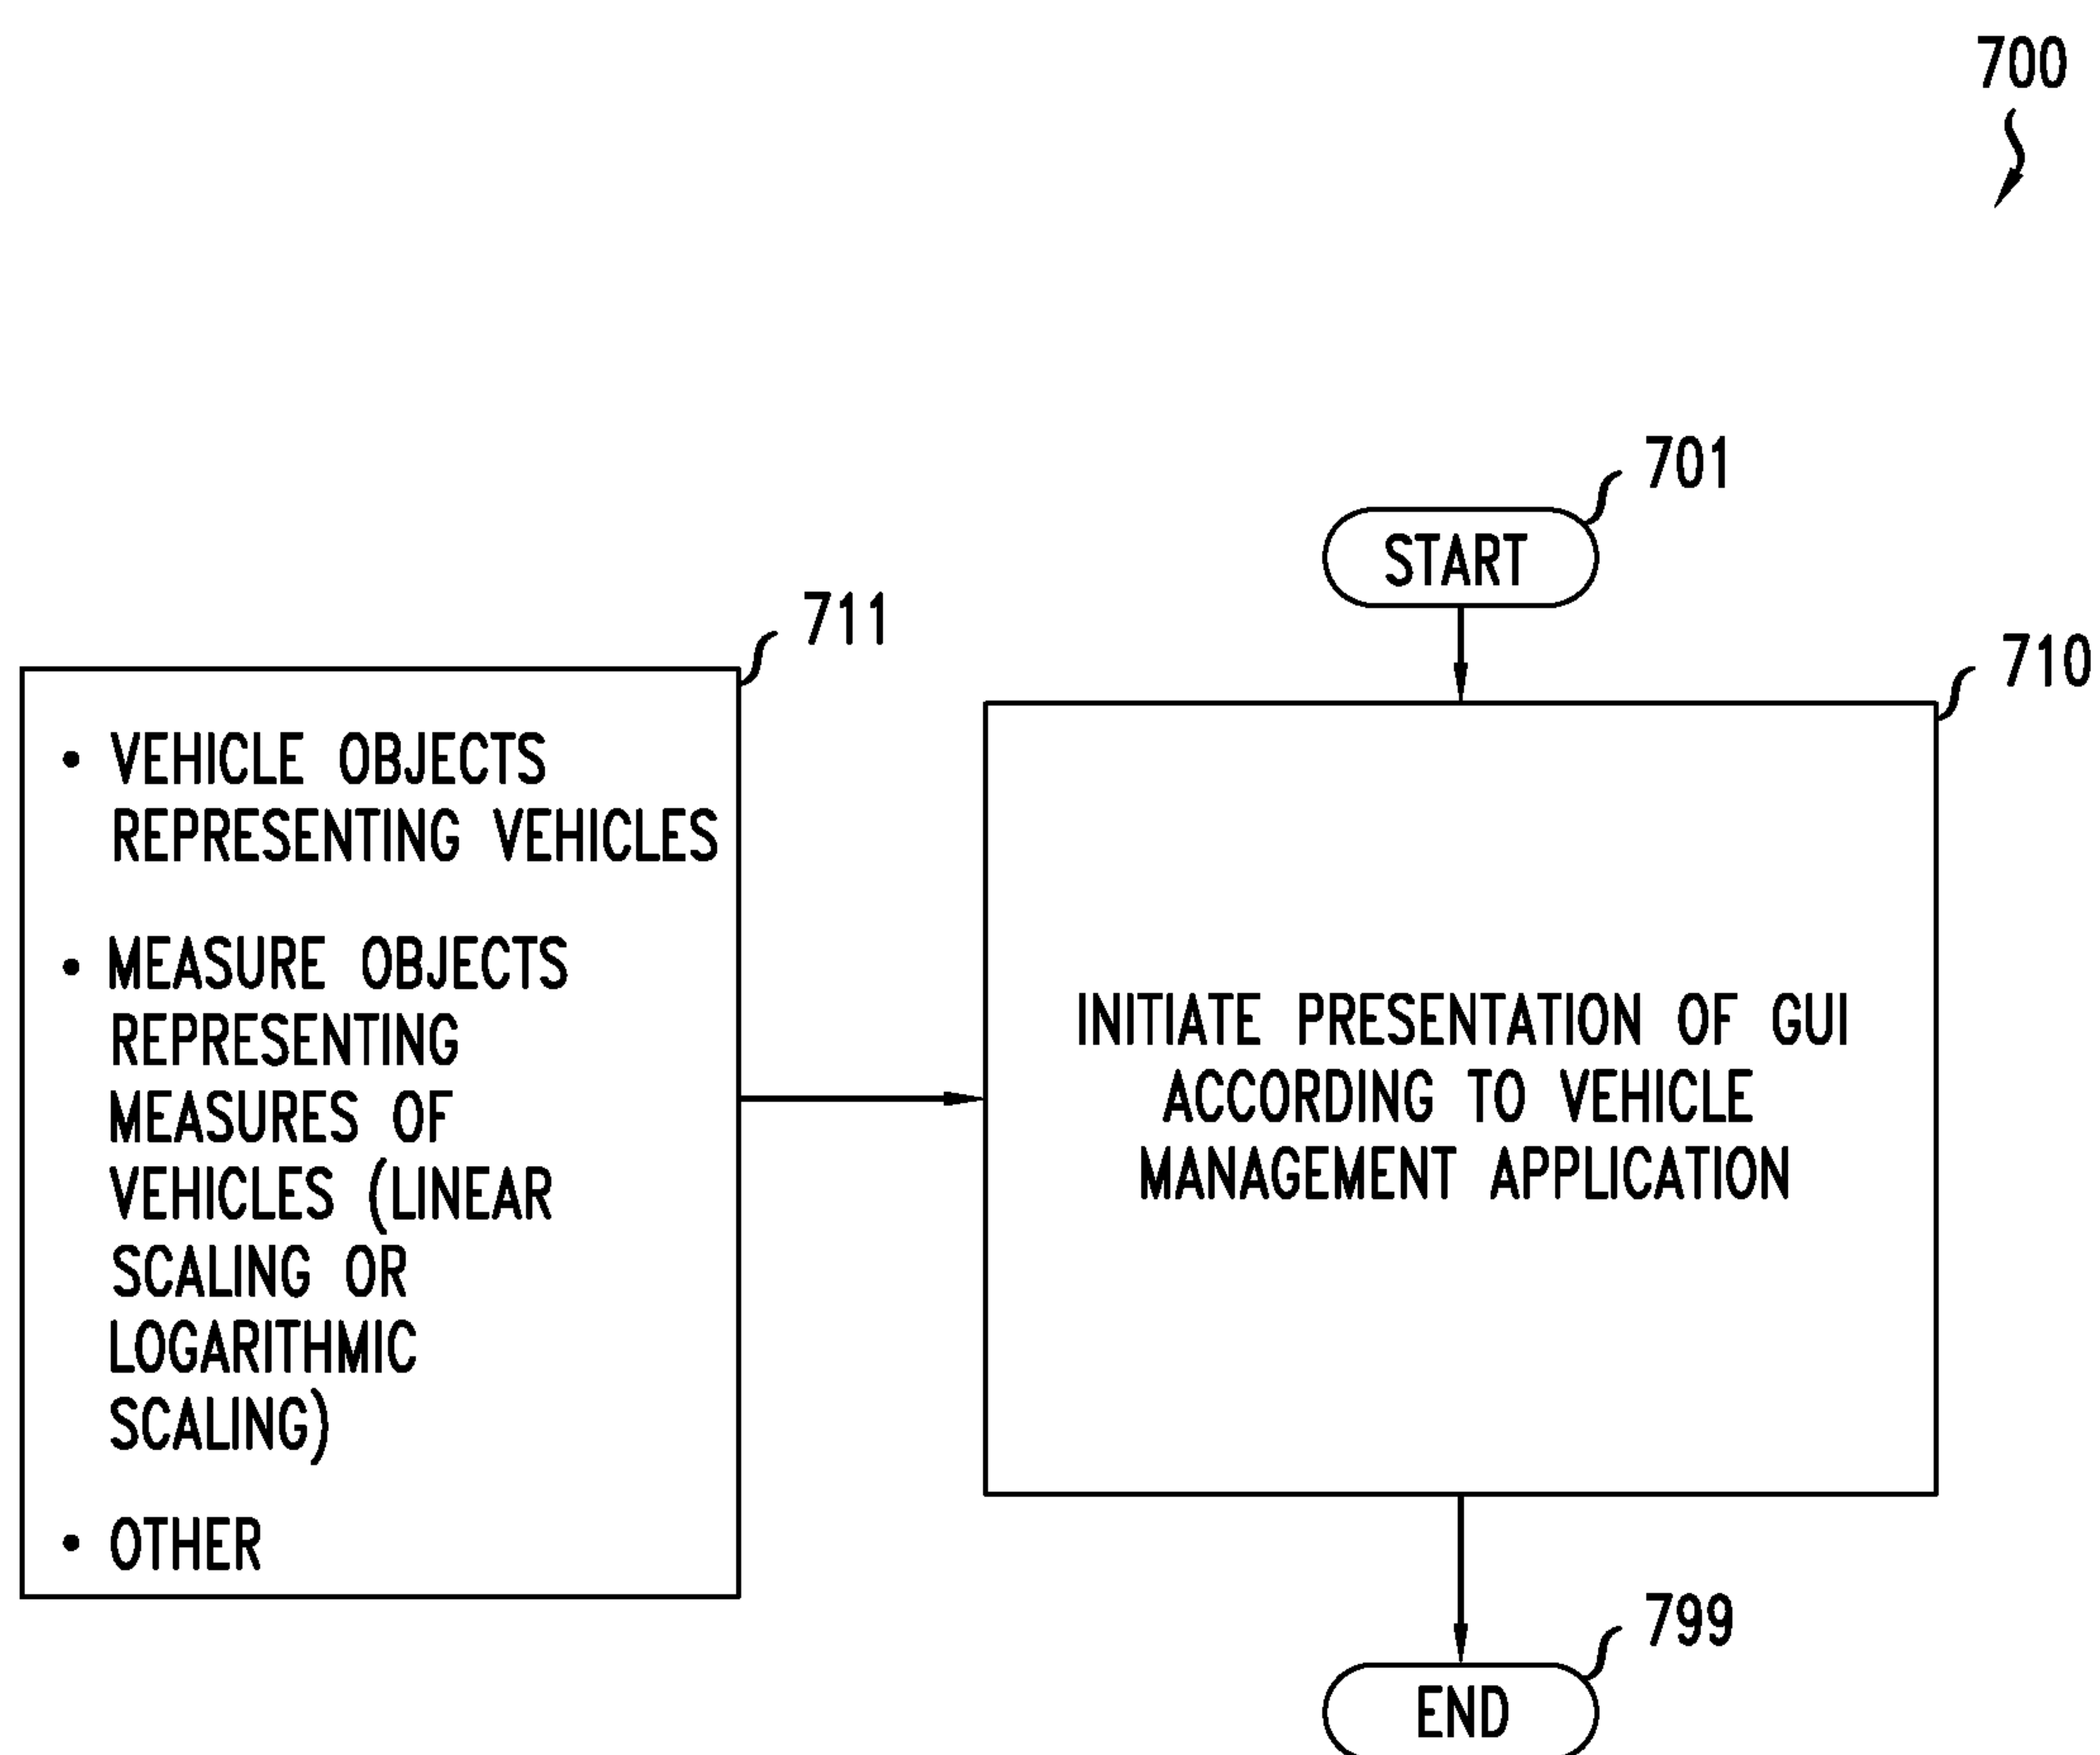 700
701
START
711
710
• VEHICLE OBJECTS
REPRESENTING VEHICLES
• MEASURE OBJECTS
REPRESENTING
MEASURES OF
VEHICLES (LINEAR
SCALING OR
LOGARITHMIC
SCALING)
• OTHER
INITIATE PRESENTATION OF GUI
ACCORDING TO VEHICLE
MANAGEMENT APPLICATION
799
END